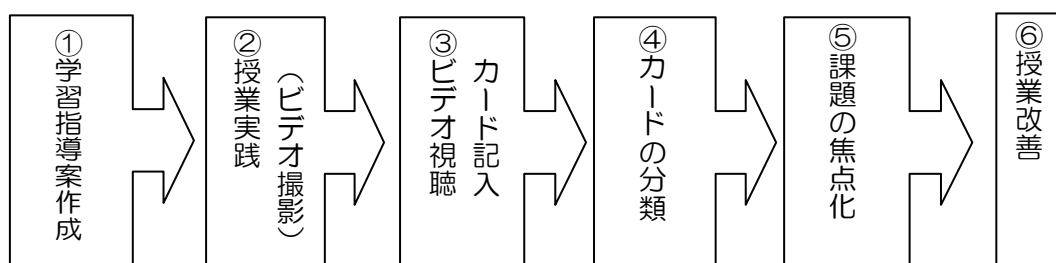 ①学習指導案作成
②授業実践
（ビデオ撮影）
③ビデオ視聴
カード記入
④カードの分類
⑤課題の焦点化
⑥授業改善